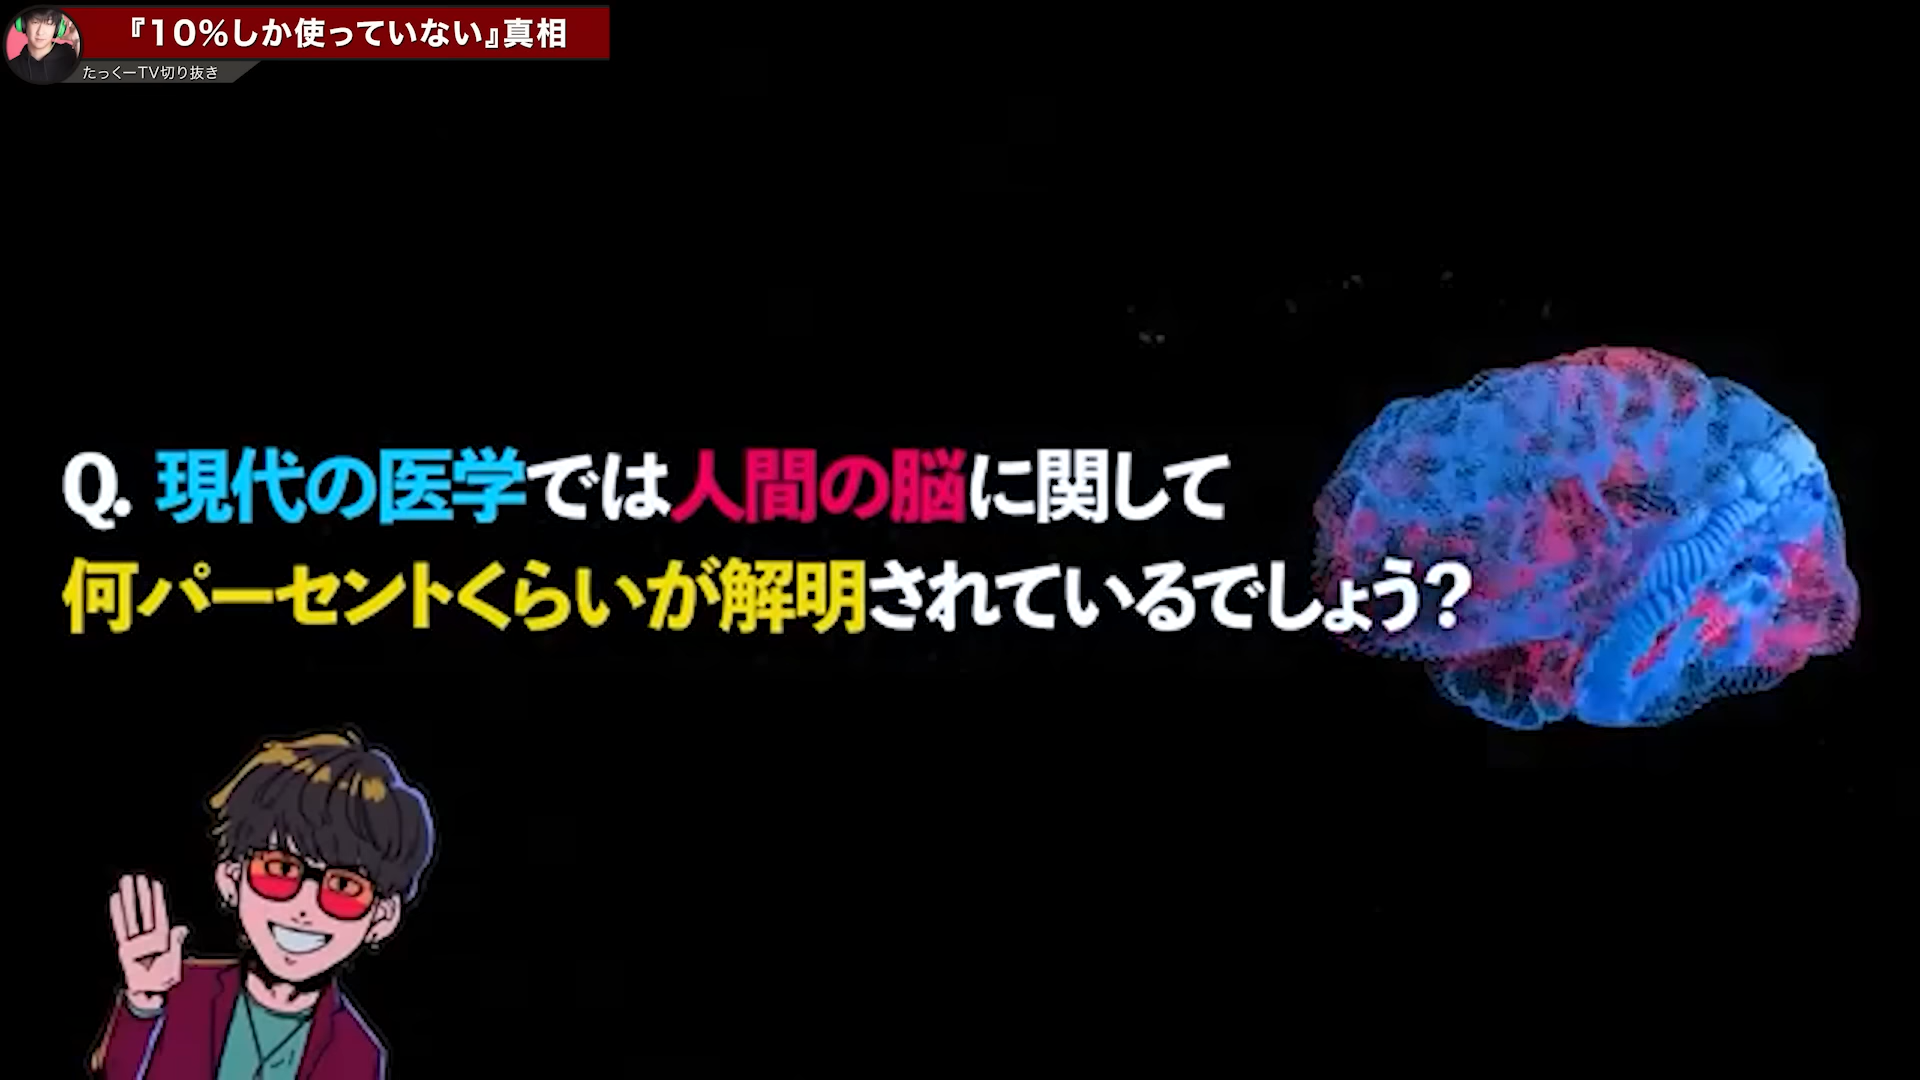 『10%しか使っていない』真相
たっくーTV切り抜き
Q. 現代の医学では人間の脳に関して
何パーセントくらいが解明されているでしょう?